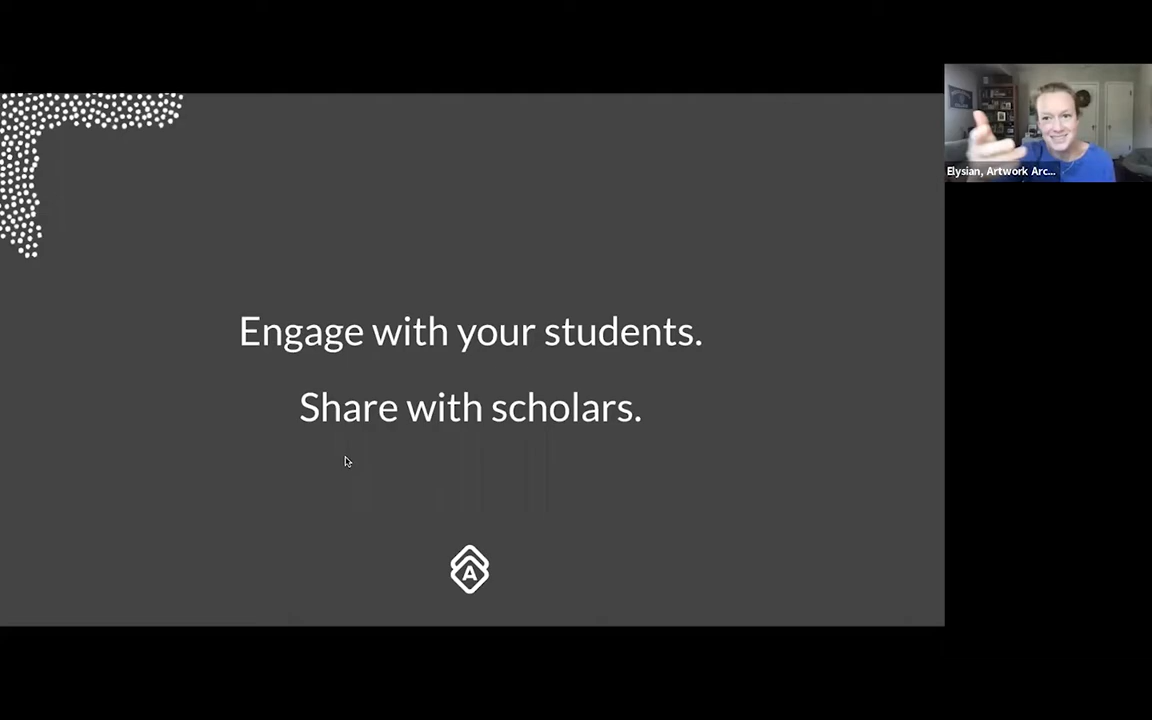 Engage with your students.
Share with scholars.
A
Elysian, Artwork Arc...